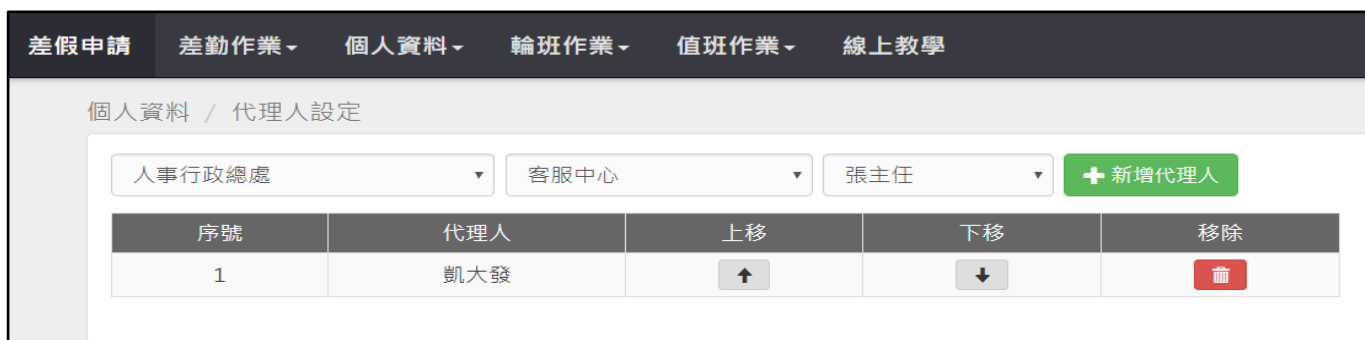 差假申請 差勤作業 個人資料 輪班作業 值班作業 線上教學
個人資料 / 代理人設定
人事行政總處 客服中心 張主任 新增代理人
序號 代理人 上移 下移 移除
1 凱大發